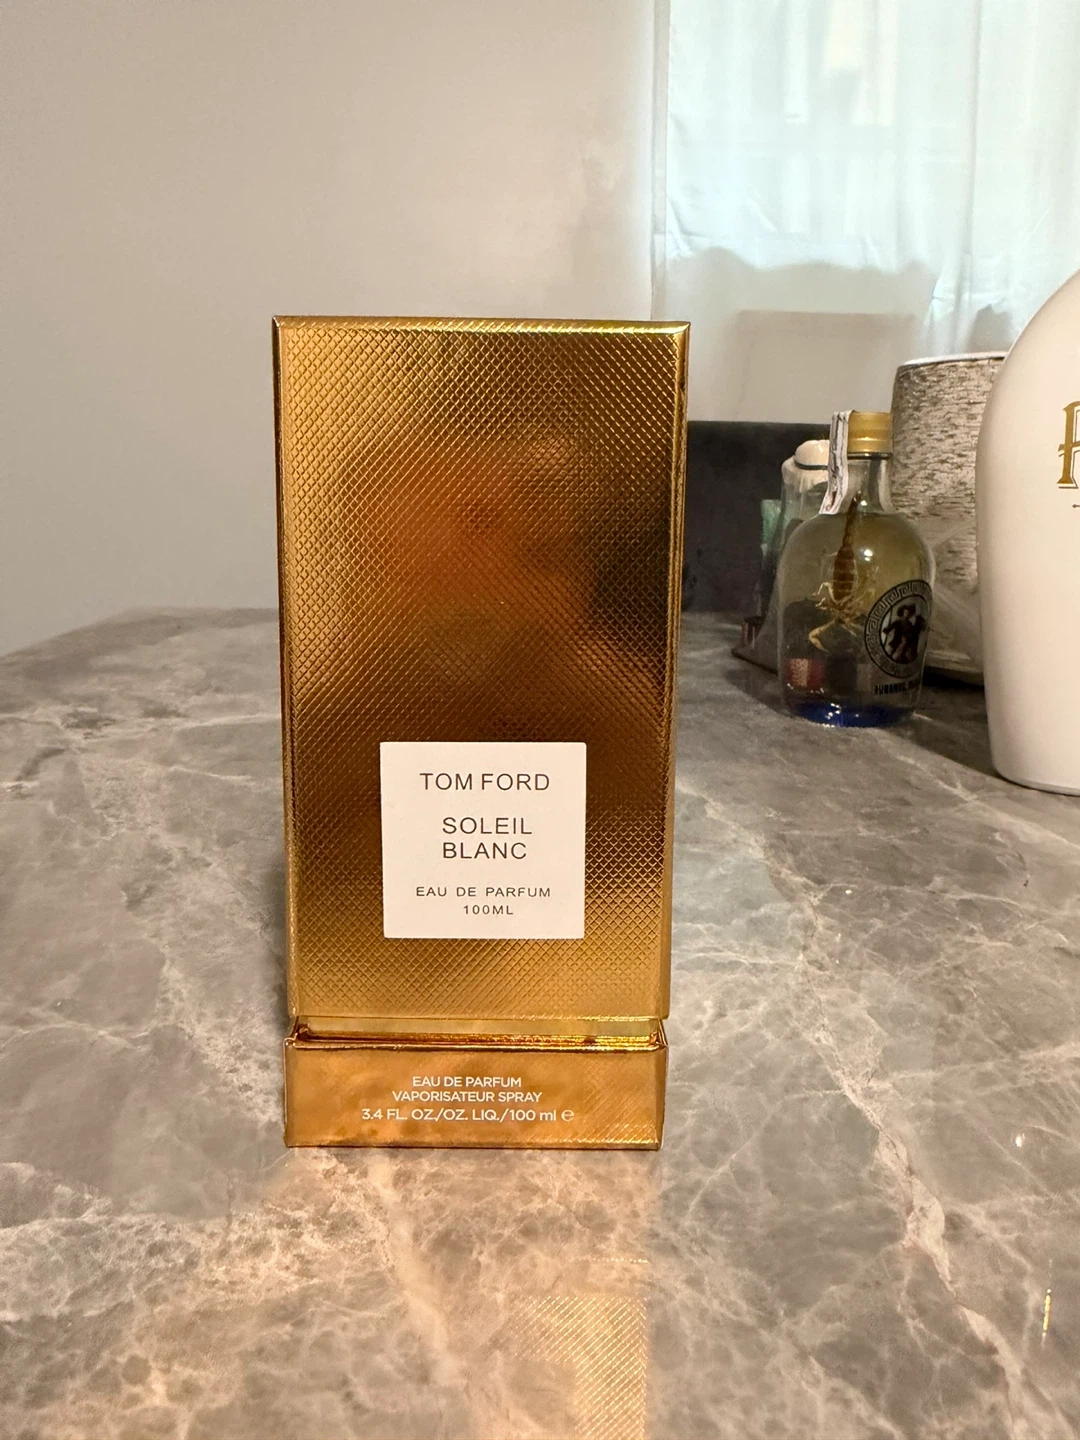 TOM FORD
SOLEIL
BLANC
EAU DE PARFUM
100ML
EAU DE PARFUM
VAPORISATEUR SPRAY
3.4 FL. OZ./OZ. LIQ./100 ml ℮